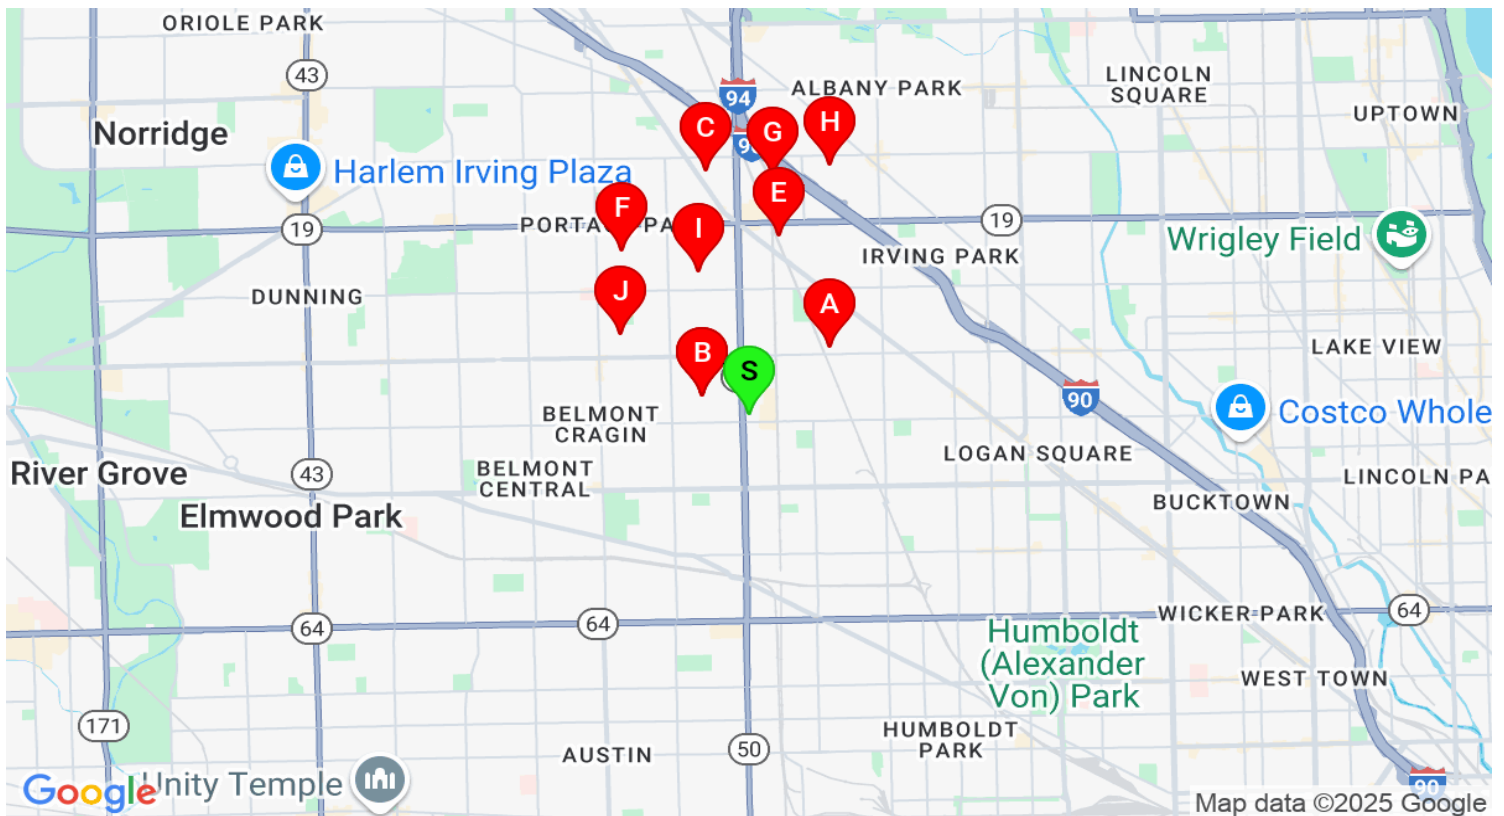 ORIOLE PARK
43
94
ALBANY PARK
LINCOLN
SQUARE
UPTOWN
Norridge
C
G
H
Harlem Irving Plaza
E
F
I
PORTA
PA
19
19
Wrigley Field
IRVING PARK
DUNNING
J
A
B
S
LAKE VIEW
90
BELMONT
CRAGIN
Costco Whole
LOGAN SQUARE
River Grove
43
BELMONT
CENTRAL
LINCOLN PA
BUCKTOWN
Elmwood Park
64
64
WICKER PARK
64
Humboldt
(Alexander
Von) Park
WEST TOWN
171
AUSTIN
50
HUMBOLDT
PARK
Unity Temple
Google
90
Map data ©2025 Google